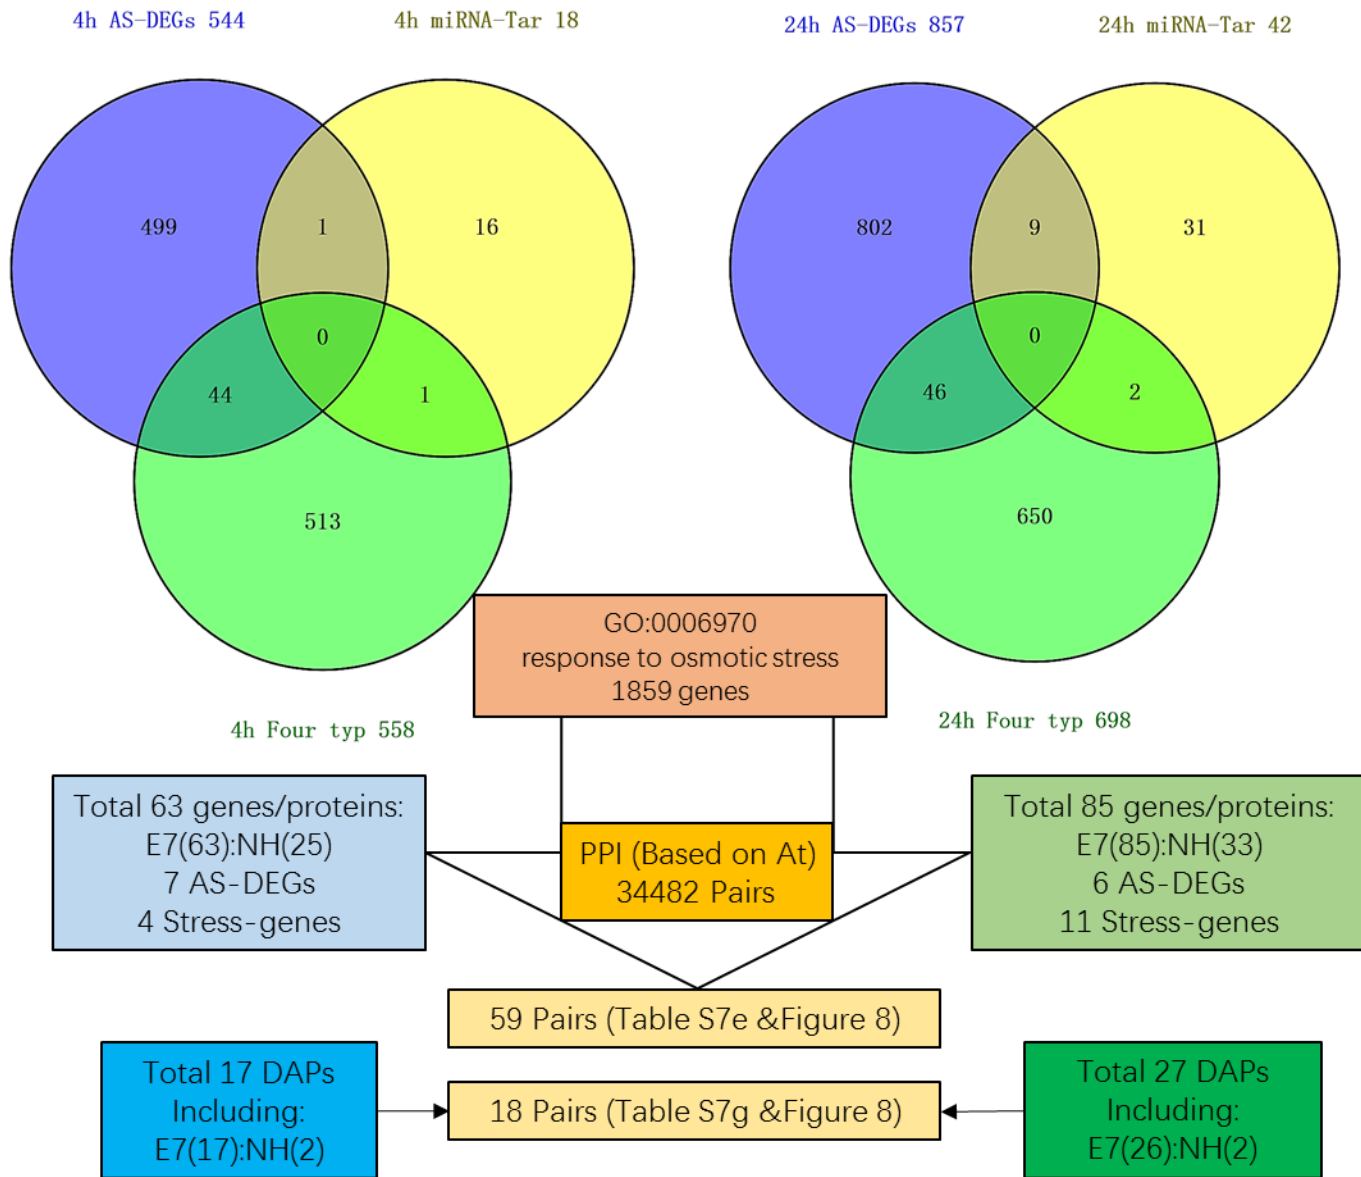 4h AS-DEGs 544
4h miRNA-Tar 18
24h AS-DEGs 857
24h miRNA-Tar 42
499
1
16
0
44
1
513
802
9
31
0
46
2
650
4h Four typ 558
24h Four typ 698
GO:0006970
response to osmotic stress
1859 genes
Total 63 genes/proteins:
E7(63):NH(25)
7 AS-DEGs
4 Stress-genes
PPI (Based on At)
34482 Pairs
Total 85 genes/proteins:
E7(85):NH(33)
6 AS-DEGs
11 Stress-genes
59 Pairs (Table S7e &Figure 8)
Total 17 DAPs
Including:
E7(17):NH(2)
18 Pairs (Table S7g &Figure 8)
Total 27 DAPs
Including:
E7(26):NH(2)